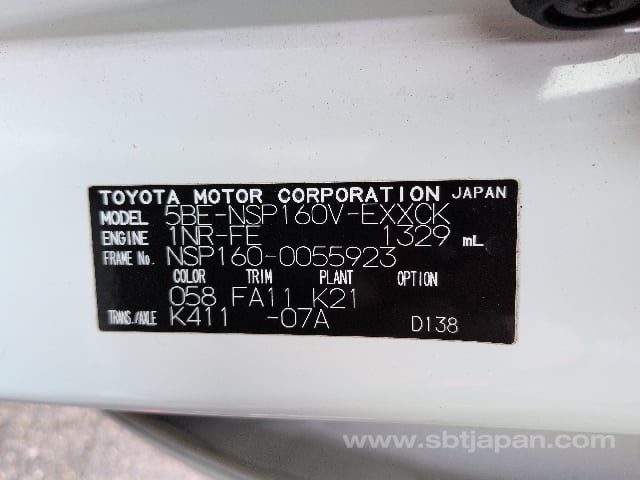 TOYOTA MOTOR CORPORATION JAPAN
MODEL 5BE-NSP160V-EXXCK
ENGINE 1NR-FE 1329 mL
FRAME No. NSP160-0055923
COLOR TRIM PLANT OPTION
058 FA11 K21
TRANS./AXLE K411 -07A D138
www.sbtjapan.com